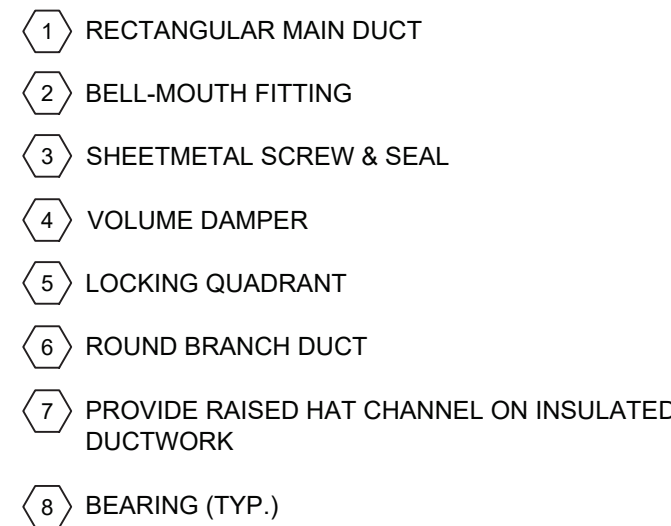 1 RECTANGULAR MAIN DUCT
2 BELL-MOUTH FITTING
3 SHEETMETAL SCREW & SEAL
4 VOLUME DAMPER
5 LOCKING QUADRANT
6 ROUND BRANCH DUCT
7 PROVIDE RAISED HAT CHANNEL ON INSULATED
DUCTWORK
8 BEARING (TYP.)